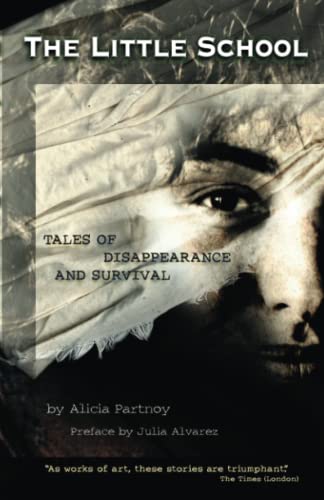 THE LITTLE SCHOOL
TALES OF
DISAPPEARANCE
AND SURVIVAL
by Alicia Partnoy
Preface by Julia Alvarez
"As works of art, these stories are triumphant."
The Times (London)